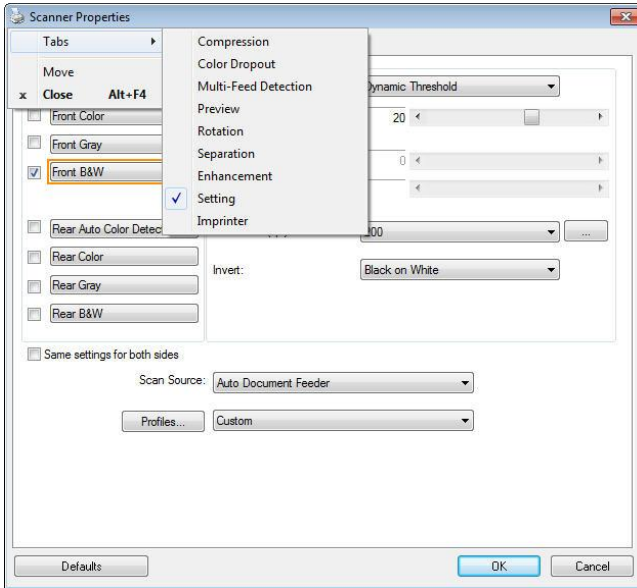 Scanner Properties
Tabs
Move
x Close Alt+F4
Compression
Color Dropout
Multi-Feed Detection
Preview
Rotation
Separation
Enhancement
Setting
Imprinter
Dynamic Threshold
Front Color
20
Front Gray
Front B&W
0
Rear Auto Color Detec
200
...
Rear Color
Invert: Black on White
Rear Gray
Rear B&W
Same settings for both sides
Scan Source: Auto Document Feeder
Profiles... Custom
Defaults
OK
Cancel